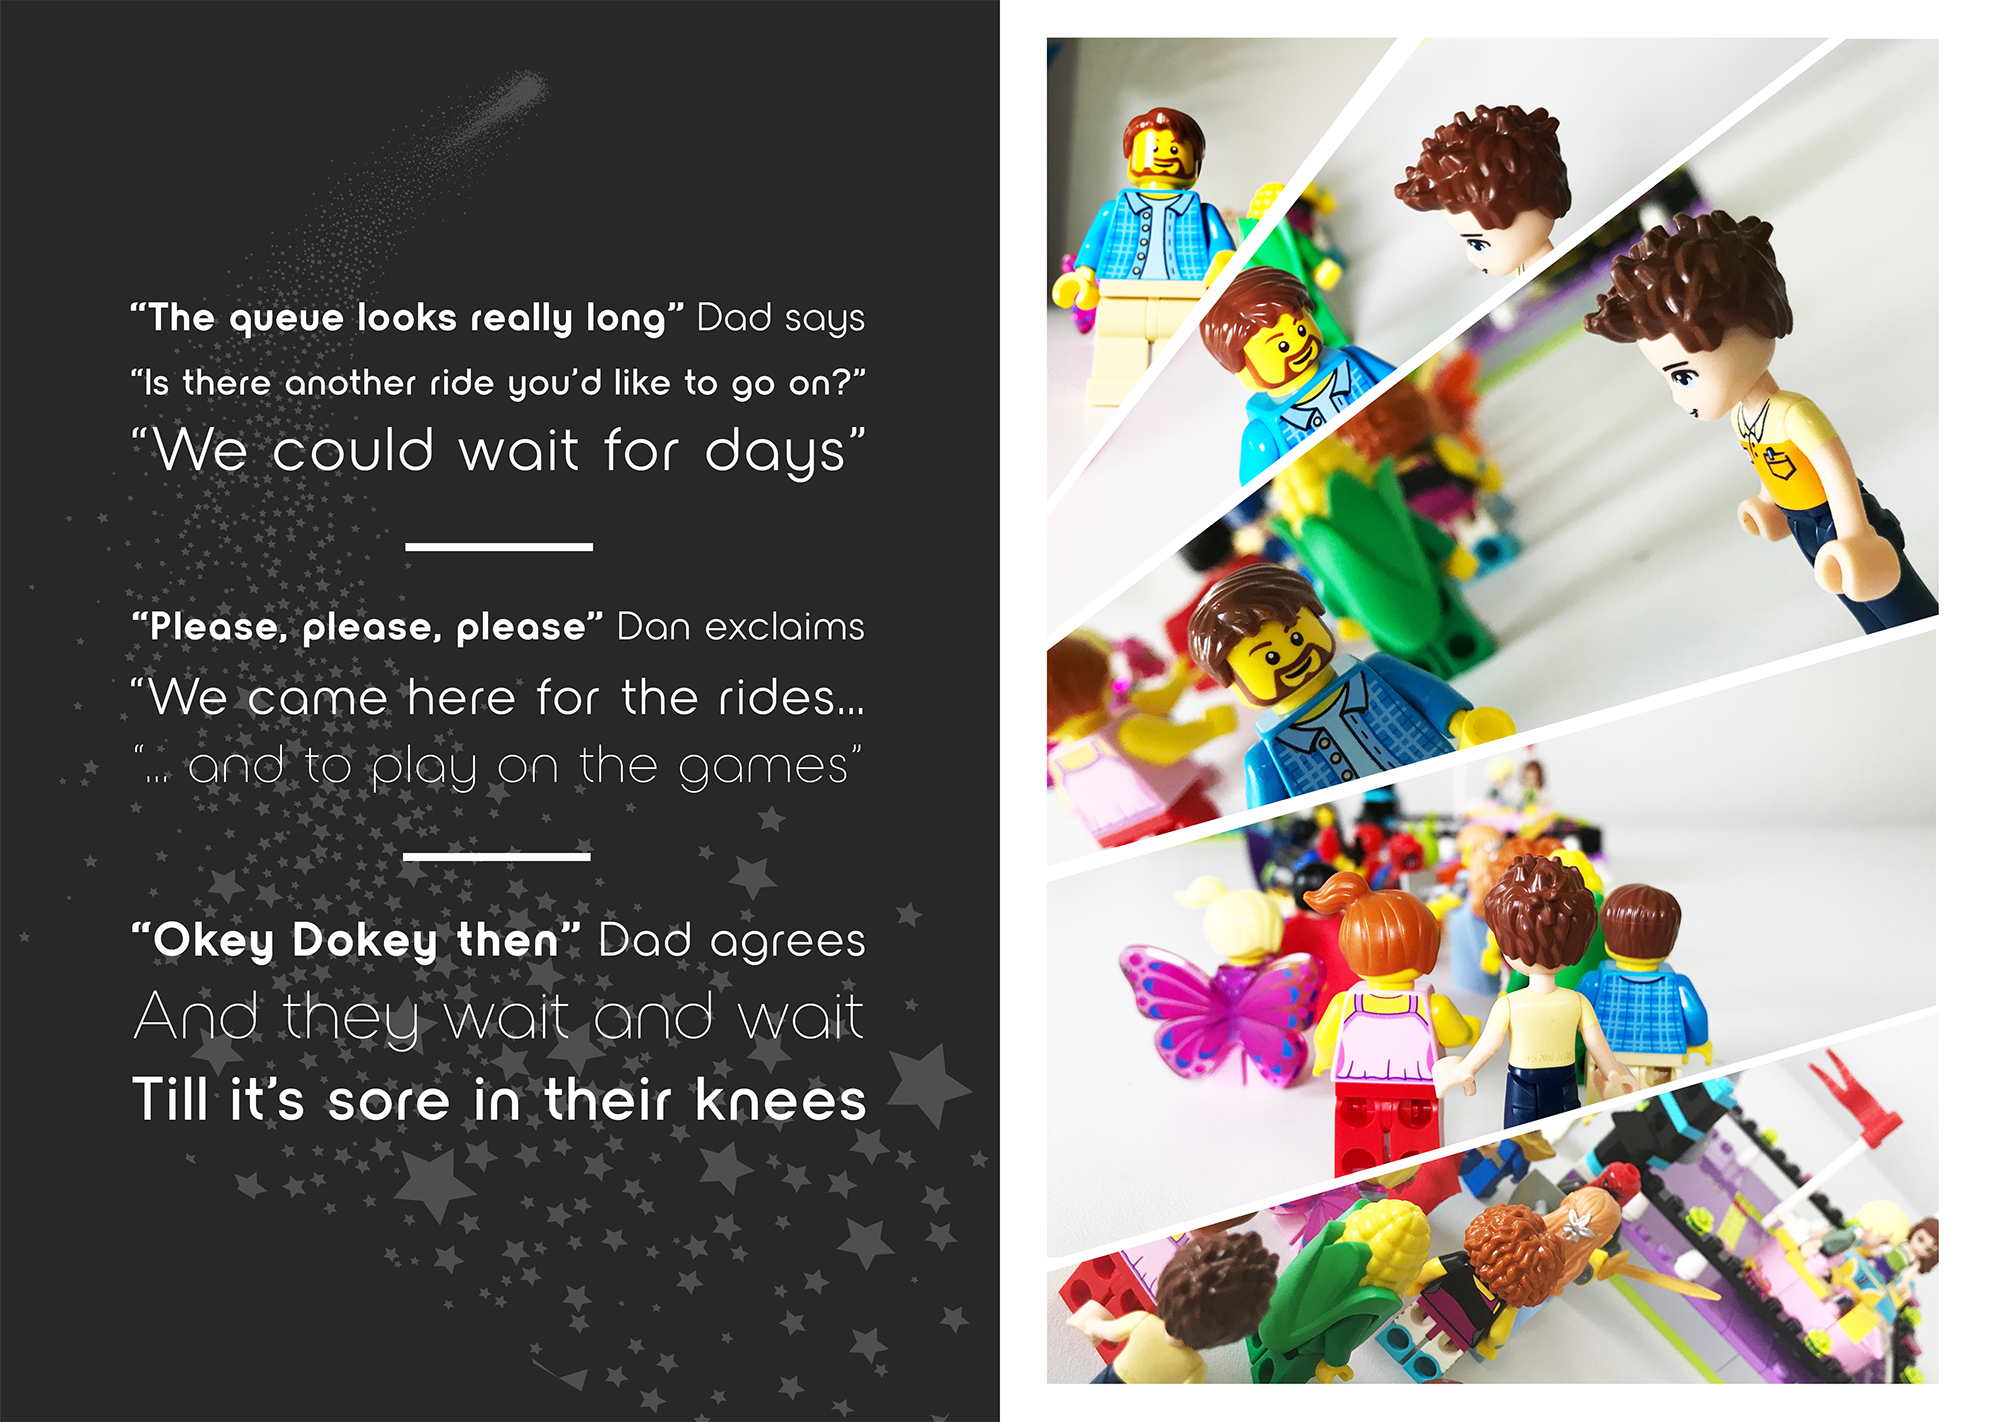 “The queue looks really long” Dad says
“Is there another ride you’d like to go on?”
“We could wait for days”
“Please, please, please” Dan exclaims
“We came here for the rides...
“... and to play on the games”
“Okey Dokey then” Dad agrees
And they wait and wait
Till it’s sore in their knees